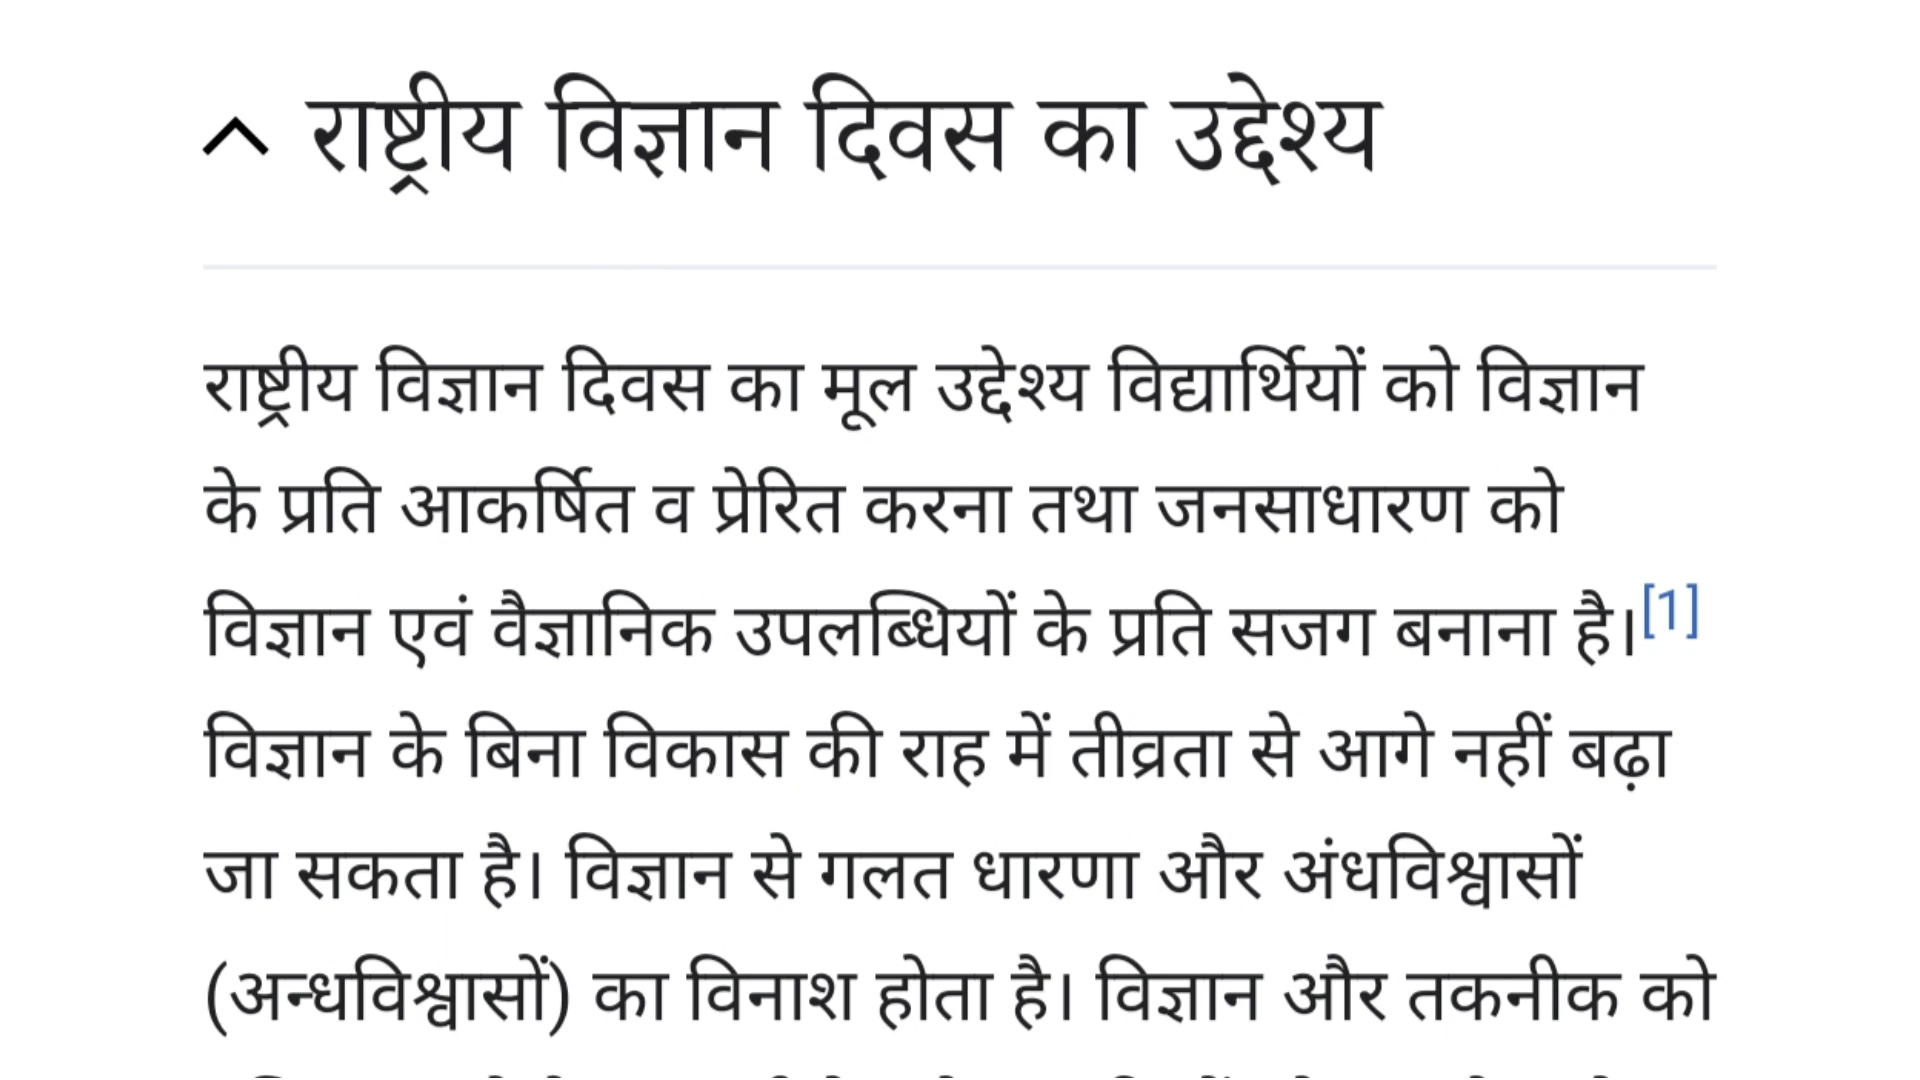 राष्ट्रीय विज्ञान दिवस का उद्देश्य
राष्ट्रीय विज्ञान दिवस का मूल उद्देश्य विद्यार्थियों को विज्ञान
के प्रति आकर्षित व प्रेरित करना तथा जनसाधारण को
विज्ञान एवं वैज्ञानिक उपलब्धियों के प्रति सजग बनाना है।[1]
विज्ञान के बिना विकास की राह में तीव्रता से आगे नहीं बढ़ा
जा सकता है। विज्ञान से गलत धारणा और अंधविश्वासों
(अन्धविश्वासों) का विनाश होता है। विज्ञान और तकनीक को